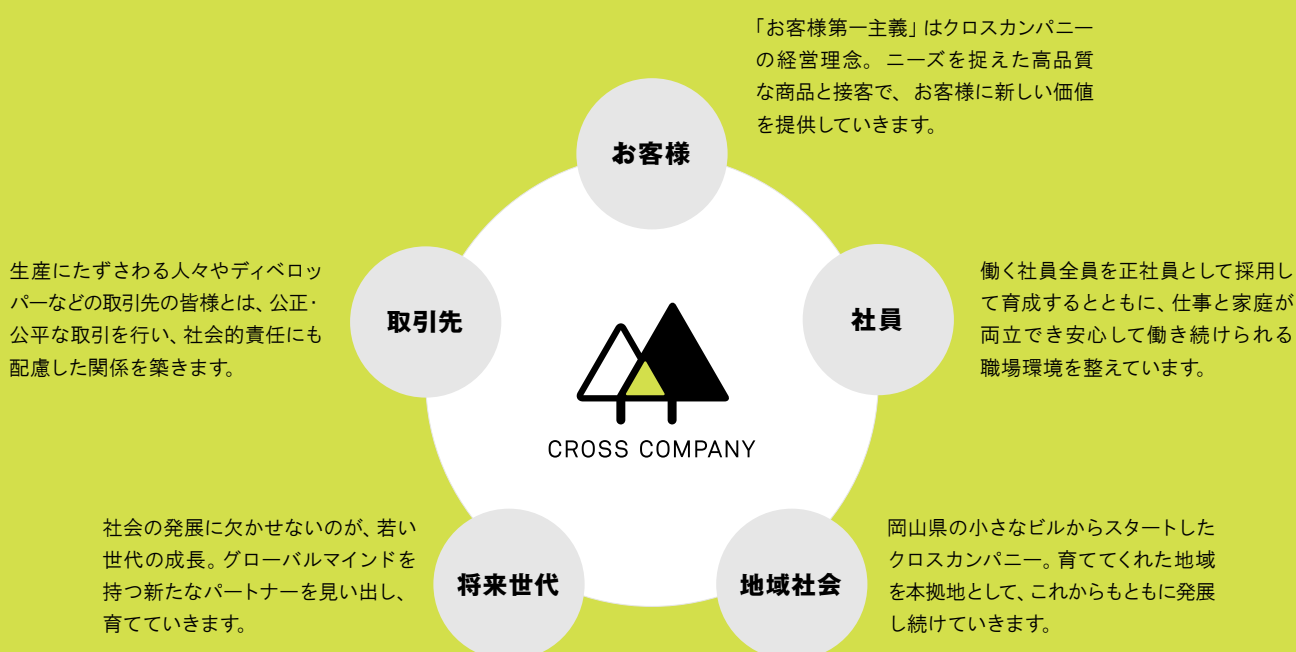 「お客様第一主義」はクロスカンパニー
の経営理念。ニーズを捉えた高品質
な商品と接客で、お客様に新しい価値
を提供していきます。
お客様
生産にたずさわる人々やディベロッ
パーなどの取引先の皆様とは、公正・
公平な取引を行い、社会的責任にも
配慮した関係を築きます。
取引先
社員
働く社員全員を正社員として採用し
て育成するとともに、仕事と家庭が
両立でき安心して働き続けられる
職場環境を整えています。
CROSS COMPANY
社会の発展に欠かせないのが、若い
世代の成長。グローバルマインドを
持つ新たなパートナーを見い出し、
育てていきます。
将来世代
地域社会
岡山県の小さなビルからスタートした
クロスカンパニー。育ててくれた地域
を本拠地として、これからもともに発展
し続けていきます。